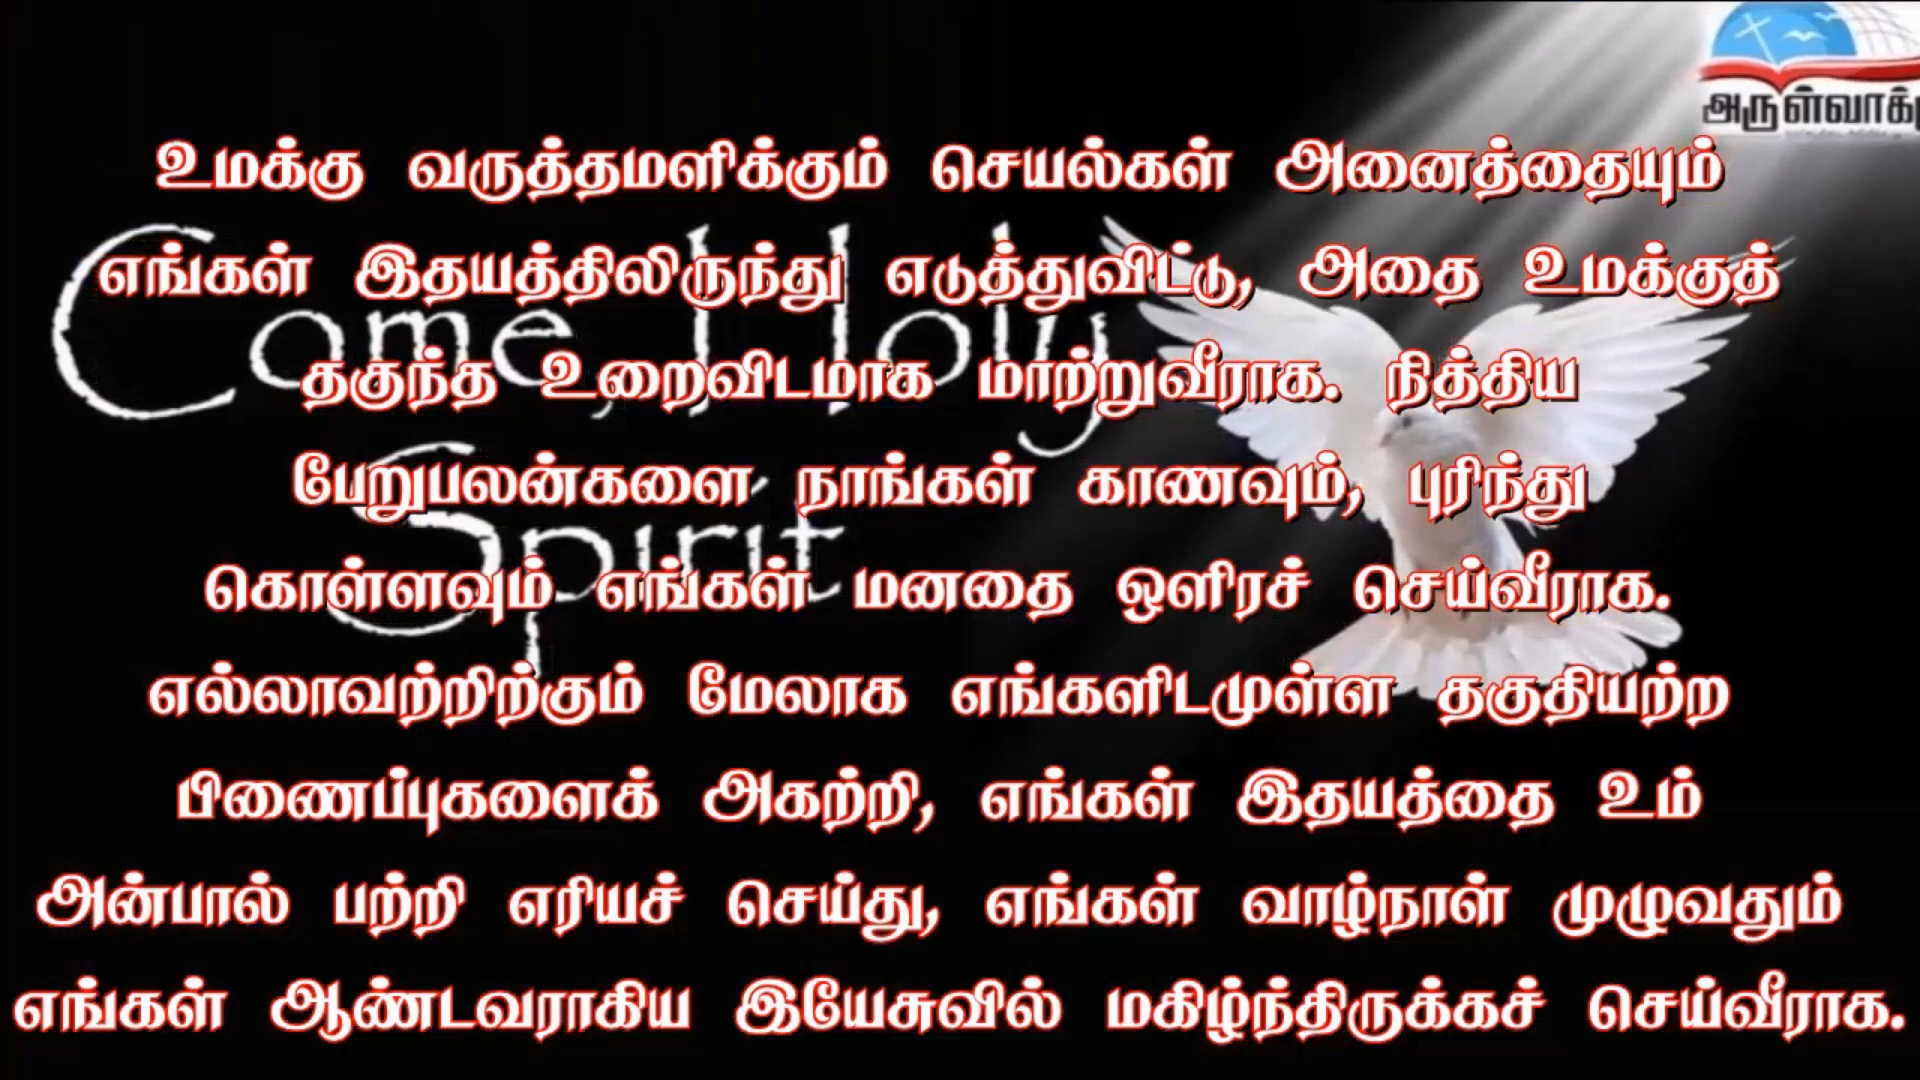 அருள்வாக்கு
உமக்கு வருத்தமளிக்கும் செயல்கள் அனைத்தையும்
எங்கள் இதயத்திலிருந்து எடுத்துவிட்டு, அதை உமக்குத்
தகுந்த உறைவிடமாக மாற்றுவீராக. நித்திய
பேறுபலன்களை நாங்கள் காணவும், புரிந்து
கொள்ளவும் எங்கள் மனதை ஒளிரச் செய்வீராக.
எல்லாவற்றிற்கும் மேலாக எங்களிடமுள்ள தகுதியற்ற
பிணைப்புகளைக் அகற்றி, எங்கள் இதயத்தை உம்
அன்பால் பற்றி எரியச் செய்து, எங்கள் வாழ்நாள் முழுவதும்
எங்கள் ஆண்டவராகிய இயேசுவில் மகிழ்ந்திருக்கச் செய்வீராக.
Come, Holy
Spirit